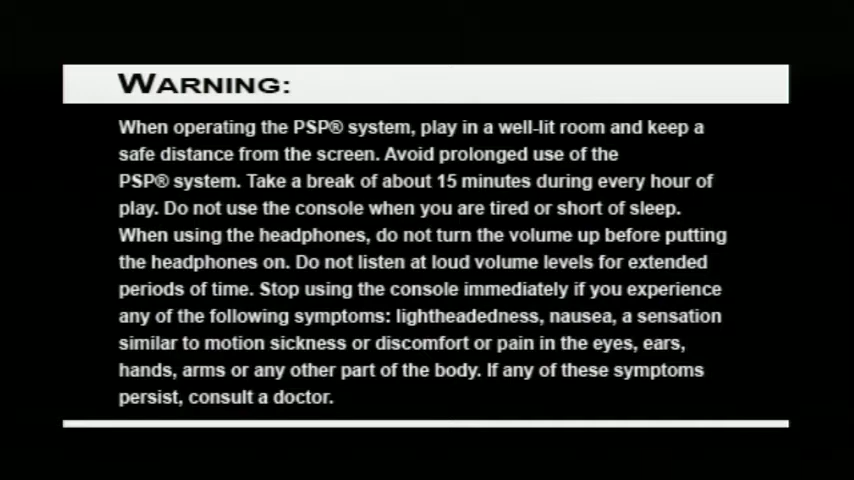 WARNING:
When operating the PSP® system, play in a well-lit room and keep a
safe distance from the screen. Avoid prolonged use of the
PSP® system. Take a break of about 15 minutes during every hour of
play. Do not use the console when you are tired or short of sleep.
When using the headphones, do not turn the volume up before putting
the headphones on. Do not listen at loud volume levels for extended
periods of time. Stop using the console immediately if you experience
any of the following symptoms: lightheadedness, nausea, a sensation
similar to motion sickness or discomfort or pain in the eyes, ears,
hands, arms or any other part of the body. If any of these symptoms
persist, consult a doctor.